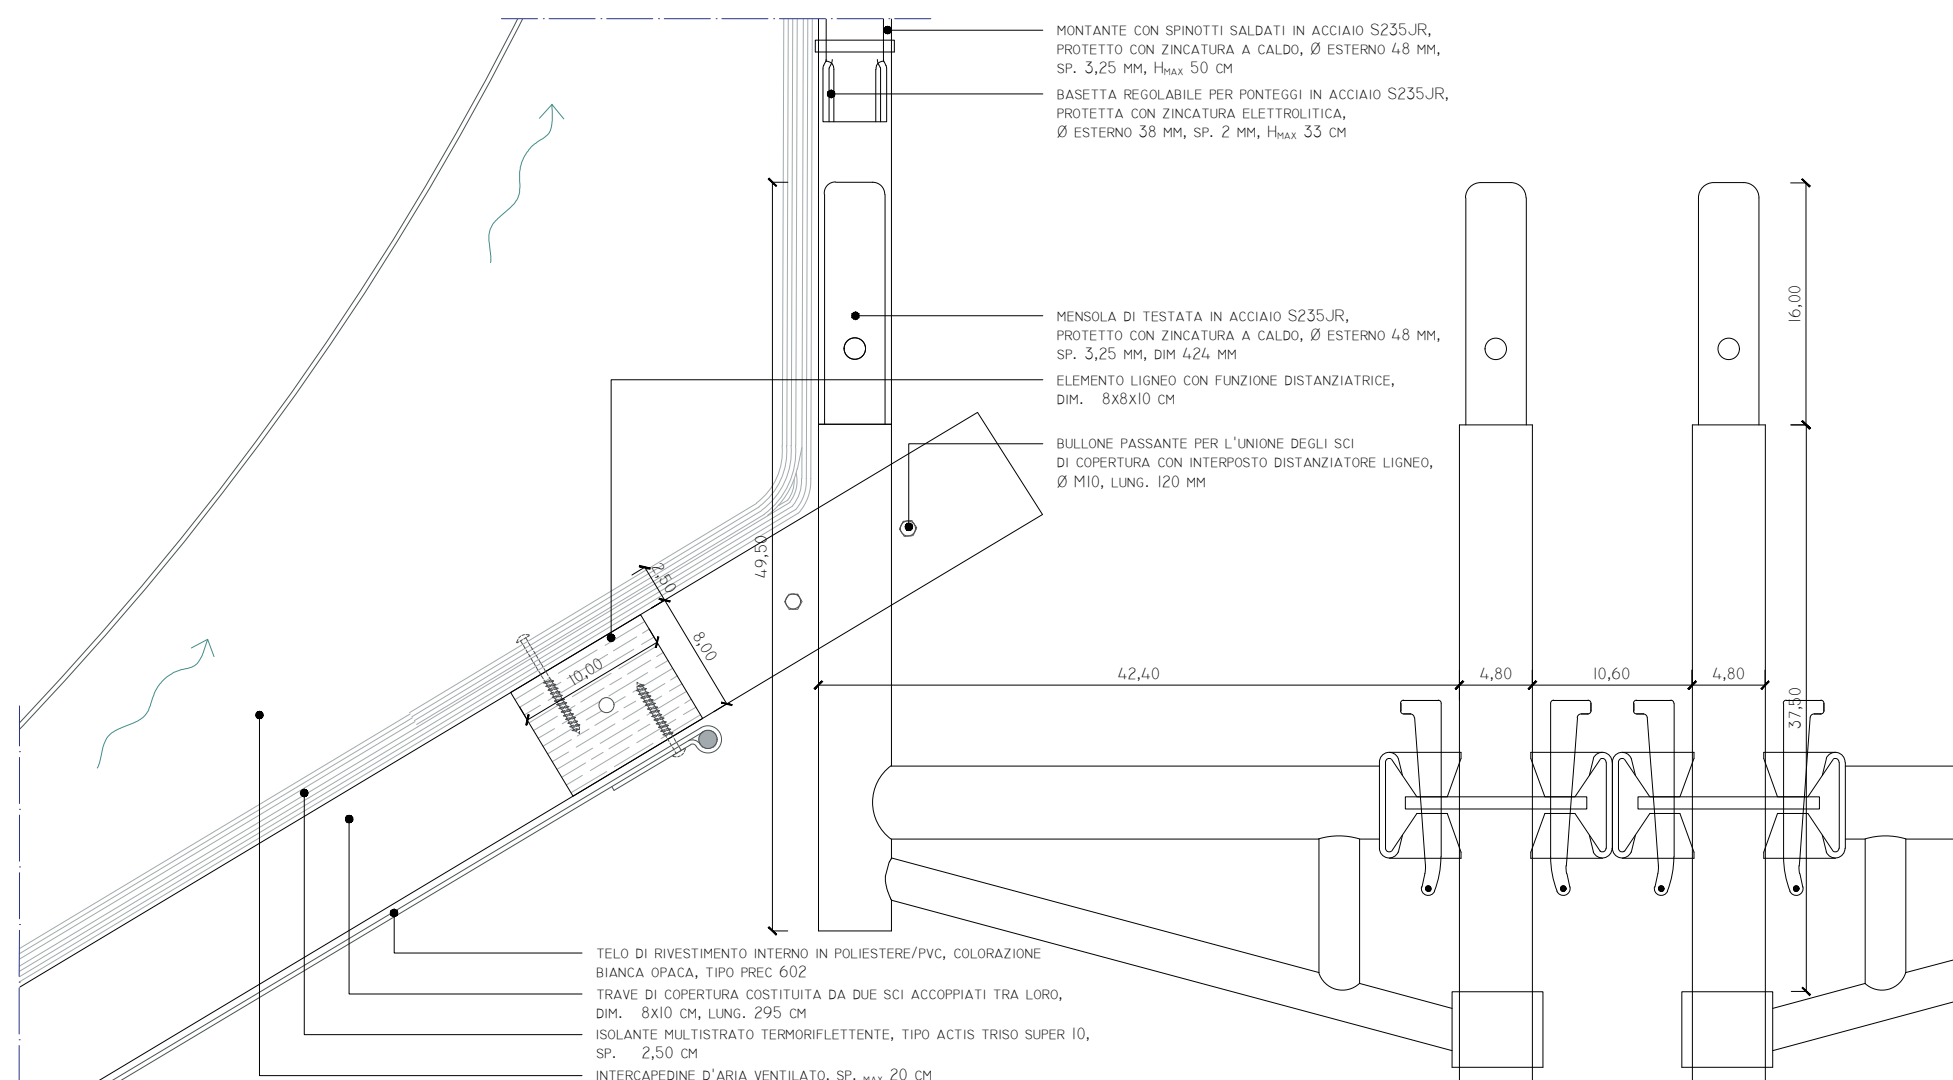 MONTANTE CON SPINOTTI SALDATI IN ACCIAIO S235JR,
PROTETTO CON ZINCATURA A CALDO, Ø ESTERNO 48 MM,
SP. 3,25 MM, HMAX 50 CM
BASETTA REGOLABILE PER PONTEGGI IN ACCIAIO S235JR,
PROTETTA CON ZINCATURA ELETTROLITICA,
Ø ESTERNO 38 MM, SP. 2 MM, HMAX 33 CM
MENSOLA DI TESTATA IN ACCIAIO S235JR,
PROTETTO CON ZINCATURA A CALDO, Ø ESTERNO 48 MM,
SP. 3,25 MM, DIM 424 MM
ELEMENTO LIGNEO CON FUNZIONE DISTANZIATRICE,
DIM. 8X8X10 CM
BULLONE PASSANTE PER L'UNIONE DEGLI SCI
DI COPERTURA CON INTERPOSTO DISTANZIATORE LIGNEO,
Ø M10, LUNG. 120 MM
16,00
49,50
2,50
8,00
10,00
42,40
4,80
10,60
4,80
37,50
TELO DI RIVESTIMENTO INTERNO IN POLIESTERE/PVC, COLORAZIONE
BIANCA OPACA, TIPO PREC 602
TRAVE DI COPERTURA COSTITUITA DA DUE SCI ACCOPPIATI TRA LORO,
DIM. 8X10 CM, LUNG. 295 CM
ISOLANTE MULTISTRATO TERMORIFLETTENTE, TIPO ACTIS TRISO SUPER 10,
SP. 2,50 CM
INTERCAPEDINE D'ARIA VENTILATO, SP. MAX 20 CM